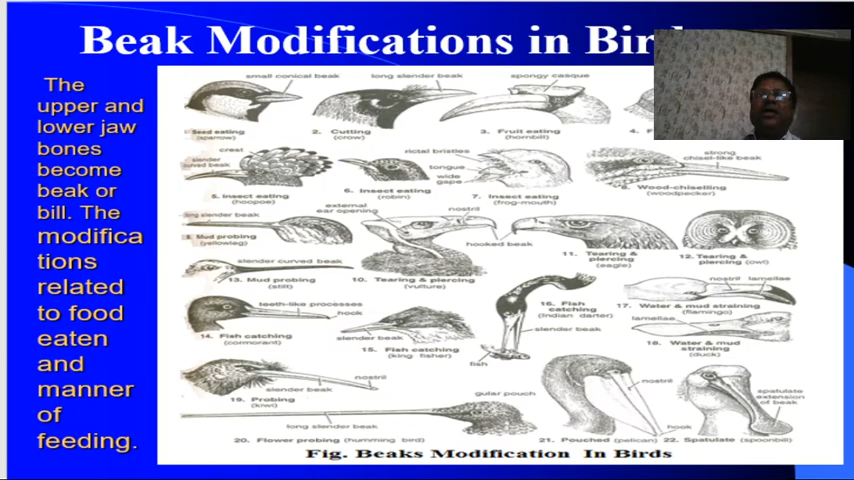 Beak Modifications in Bir
The
upper and
lower jaw
bones
become
beak or
bill. The
modifica
tions
related
to food
eaten
and
manner
of
feeding.
small conical beak
long slender beak
spongy casque
Seed eating
(sparrow)
2. Cutting
(crow)
3. Fruit eating
(hornbill)
4. F
crest
slender
curved beak
rictal bristles
tongue
wide
gape
strong
chisel-like beak
5. Insect eating
(hoopoe)
6. Insect eating
(robin)
7. Insect eating
(frog-mouth)
Wood-chiselling
(woodpecker)
long slender beak
external
ear opening
nostril
hooked beak
Mud probing
(yellowleg)
slender curved beak
13. Mud probing
(stilt)
10. Tearing & piercing
(vulture)
11. Tearing &
piercing
(eagle)
12. Tearing &
piercing (owl)
teeth-like processes
hook
slender beak
14. Fish catching
(cormorant)
15. Fish catching
(king fisher)
16. Fish
catching
(Indian darter)
slender beak
fish
nostril lamellae
17. Water & mud straining
(flamingo)
lamellae
18. Water & mud
straining
(duck)
nostril
slender beak
19. Probing
(kiwi)
gular pouch
nostril
hook
spatulate
extension
of beak
long slender beak
20. Flower probing (humming bird)
21. Pouched (pelican)
22. Spatulate (spoonbill)
Fig. Beaks Modification In Birds